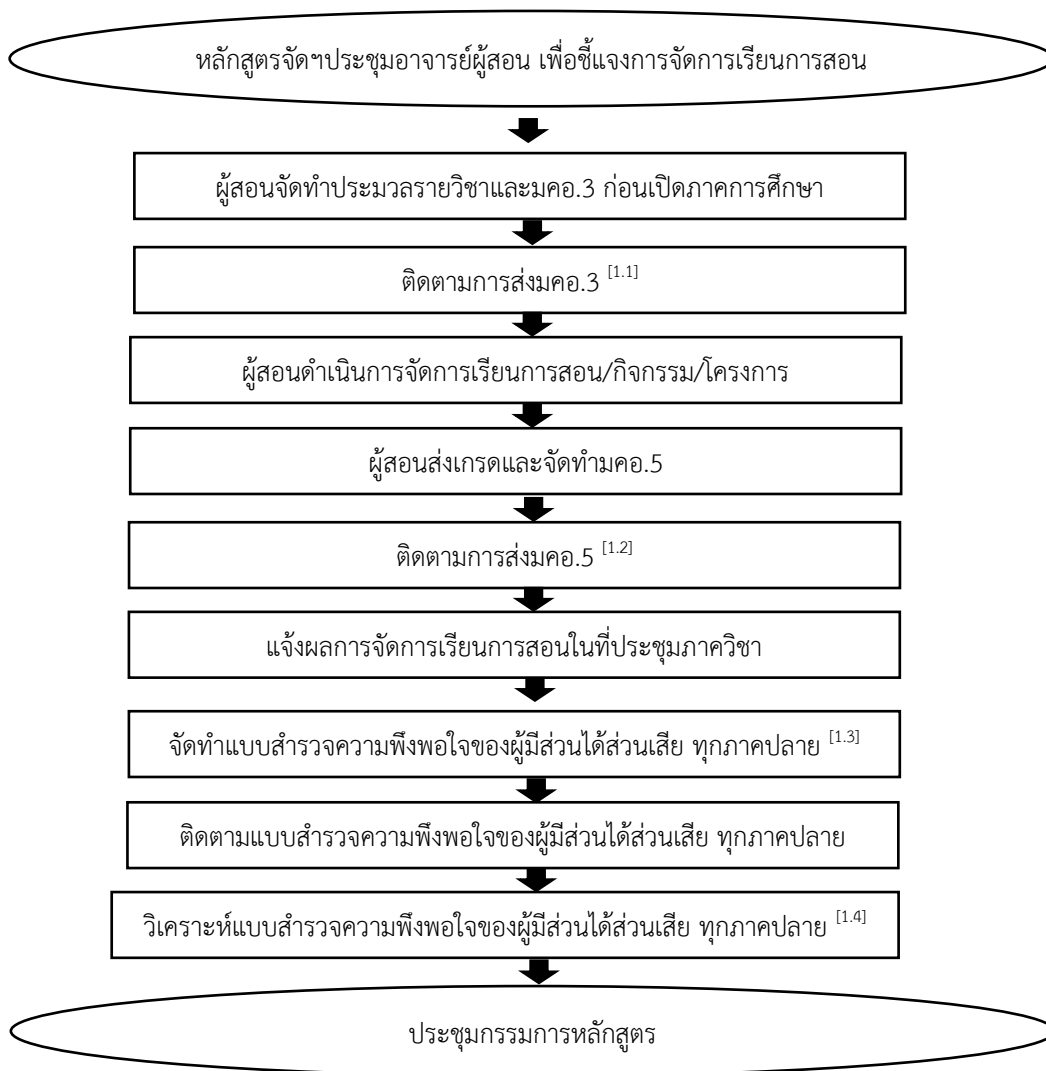 หลักสูตรจัดฯประชุมอาจารย์ผู้สอน เพื่อชี้แจงการจัดการเรียนการสอน
ผู้สอนจัดทำประมวลรายวิชาและมคอ.3 ก่อนเปิดภาคการศึกษา
ติดตามการส่งมคอ.3 [1.1]
ผู้สอนดำเนินการจัดการเรียนการสอน/กิจกรรม/โครงการ
ผู้สอนส่งเกรดและจัดทำมคอ.5
ติดตามการส่งมคอ.5 [1.2]
แจ้งผลการจัดการเรียนการสอนในที่ประชุมภาควิชา
จัดทำแบบสำรวจความพึงพอใจของผู้มีส่วนได้ส่วนเสีย ทุกภาคปลาย [1.3]
ติดตามแบบสำรวจความพึงพอใจของผู้มีส่วนได้ส่วนเสีย ทุกภาคปลาย
วิเคราะห์แบบสำรวจความพึงพอใจของผู้มีส่วนได้ส่วนเสีย ทุกภาคปลาย [1.4]
ประชุมกรรมการหลักสูตร